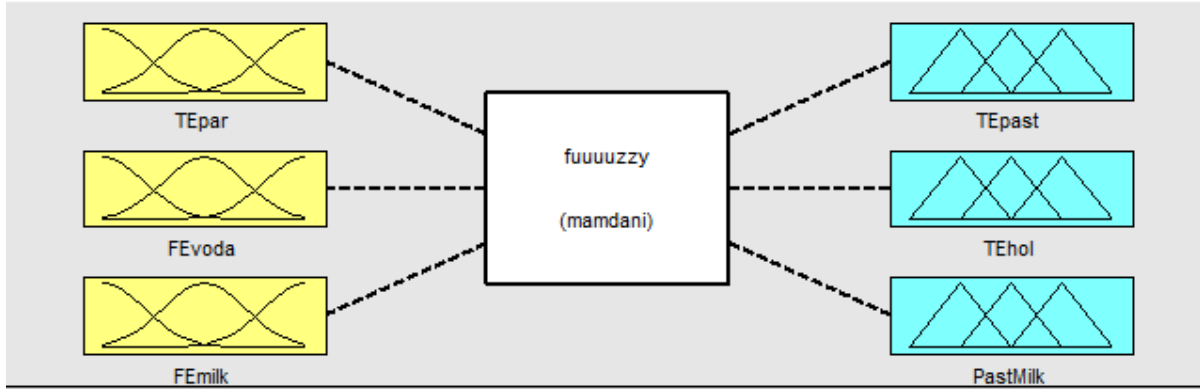 TEpar
FEvoda
FEmilk
fuuuuzzy
(mamdani)
TEpast
TEhol
PastMilk